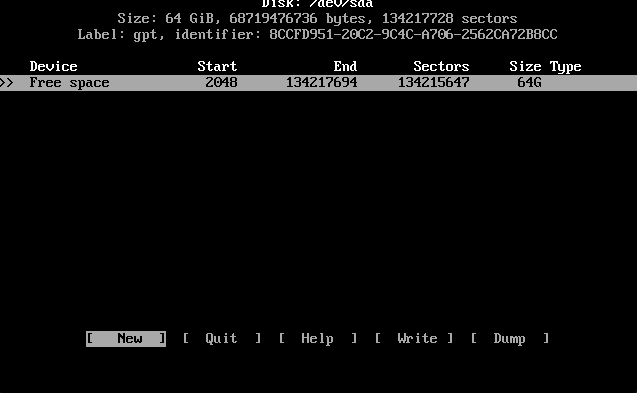 Disk: /dev/sda
Size: 64 GiB, 68719476736 bytes, 134217728 sectors
Label: gpt, identifier: 8CCFD951-20C2-9C4C-A706-2562CA72B8CC
Device Start End Sectors Size Type
>> Free space 2048 134217694 134215647 64G
[ New ] [ Quit ] [ Help ] [ Write ] [ Dump ]